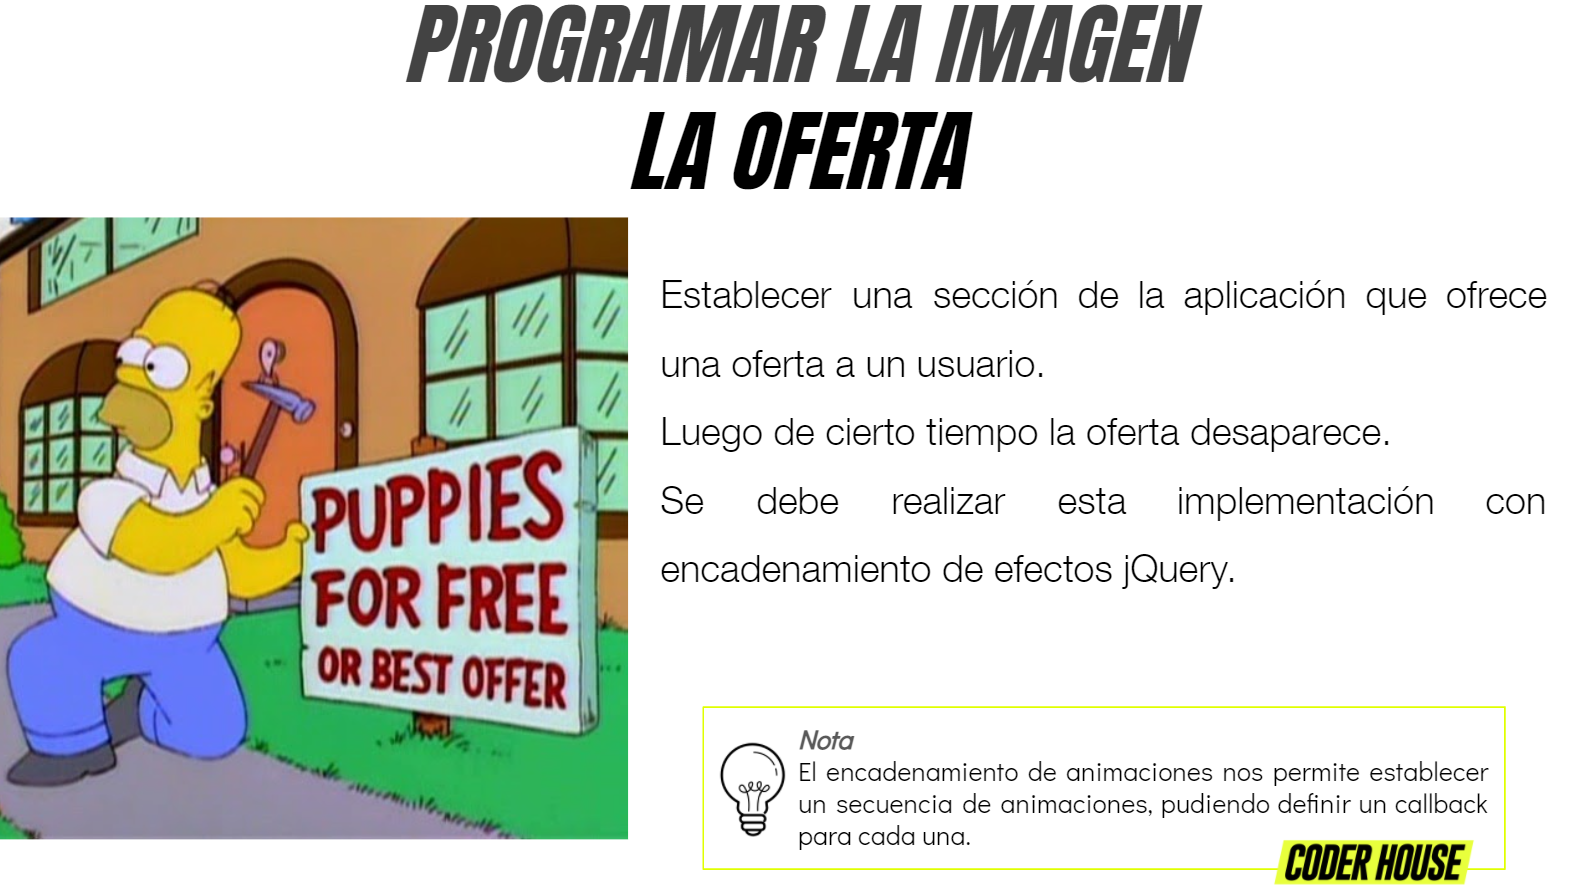 PROGRAMAR LA IMAGEN
LA OFERTA
PUPPIES
FOR FREE
OR BEST OFFER
Establecer una sección de la aplicación que ofrece
una oferta a un usuario.
Luego de cierto tiempo la oferta desaparece.
Se debe realizar esta implementación con
encadenamiento de efectos jQuery.
Nota
El encadenamiento de animaciones nos permite establecer
un secuencia de animaciones, pudiendo definir un callback
para cada una.
CODER HOUSE